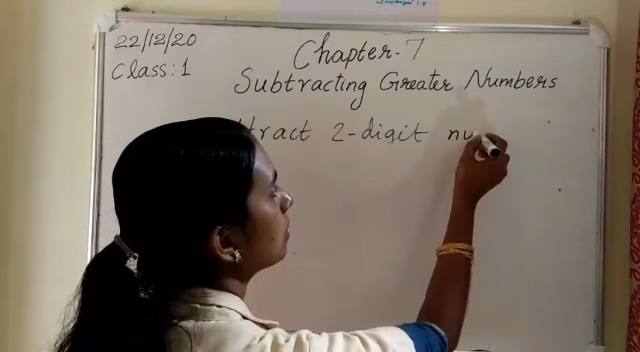 22/12/20
Class: 1
Chapter-7
Subtracting Greater Numbers
tract 2-digit nu